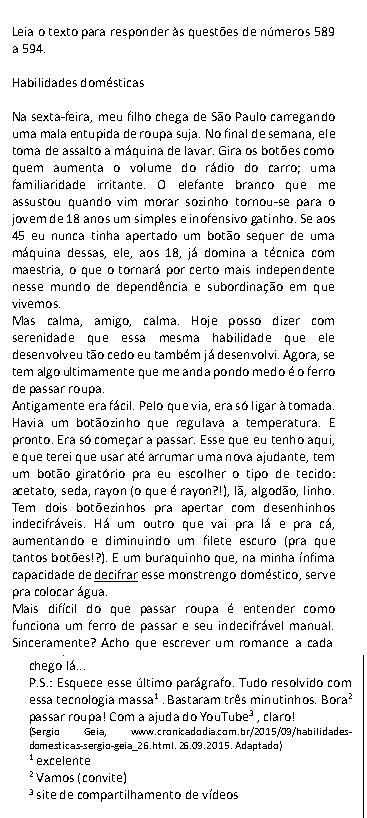 Leia o texto para responder às questões de números 589
a 594.
Habilidades domésticas
Na sexta-feira, meu filho chega de São Paulo carregando
uma mala entupida de roupa suja. No final de semana, ele
toma de assalto a máquina de lavar. Gira os botões como
quem aumenta o volume do rádio do carro; uma
familiaridade irritante. O elefante branco que me
assustou quando vim morar sozinho tornou-se para o
jovem de 18 anos um simples e inofensivo gatinho. Se aos
45 eu nunca tinha apertado um botão sequer de uma
máquina dessas, ele, aos 18, já domina a técnica com
maestria, o que o tornará por certo mais independente
nesse mundo de dependência e subordinação em que
vivemos.
Mas calma, amigo, calma. Hoje posso dizer com
serenidade que essa mesma habilidade que ele
desenvolveu tão cedo eu também já desenvolvi. Agora, se
tem algo ultimamente que me anda pondo medo é o ferro
de passar roupa.
Antigamente era fácil. Pelo que via, era só ligar à tomada.
Havia um botãozinho que regulava a temperatura. E
pronto. Era só começar a passar. Esse que eu tenho aqui,
e que terei que usar até arrumar uma nova ajudante, tem
um botão giratório pra eu escolher o tipo de tecido:
acetato, seda, rayon (o que é rayon?!), lã, algodão, linho.
Tem dois botõezinhos pra apertar com desenhinhos
indecifráveis. Há um outro que vai pra lá e pra cá,
aumentando e diminuindo um filete escuro (pra que
tantos botões!?). E um buraquinho que, na minha ínfima
capacidade de decifrar esse monstrengo doméstico, serve
pra colocar água.
Mais difícil do que passar roupa é entender como
funciona um ferro de passar e seu indecifrável manual.
Sinceramente? Acho que escrever um romance a cada
chego lá...
P.S.: Esquece esse último parágrafo. Tudo resolvido com
essa tecnologia massa¹ . Bastaram três minutinhos. Bora²
passar roupa! Com a ajuda do YouTube³ , claro!
(Sergio Geia, www.cronicadodia.com.br/2015/09/habilidades-
domesticas-sergio-geia_26.html. 26.09.2015. Adaptado)
¹ excelente
² Vamos (convite)
³ site de compartilhamento de vídeos